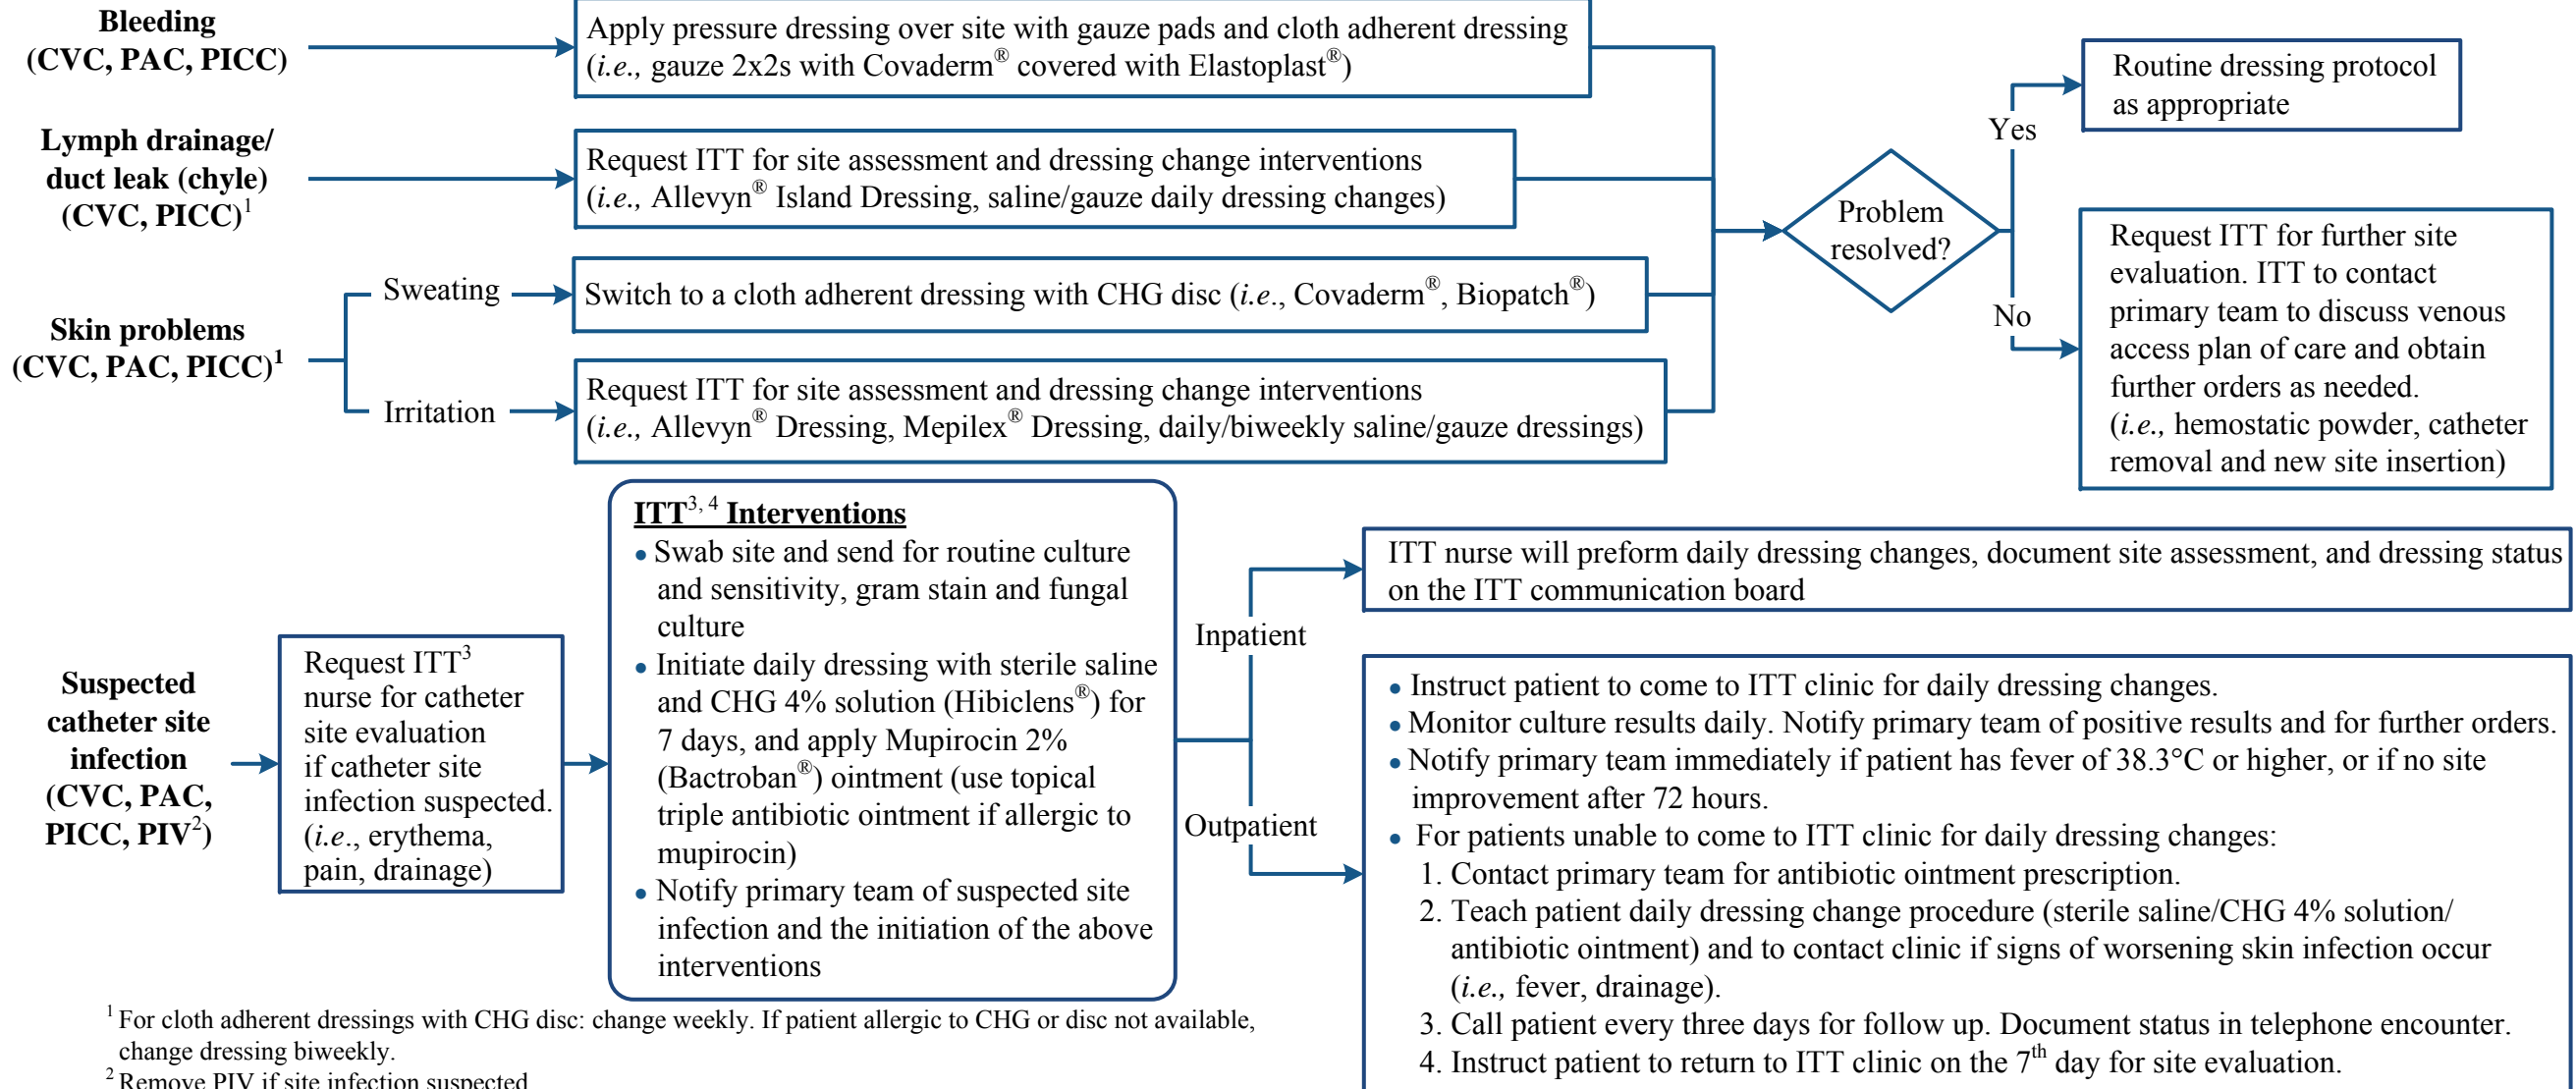 Bleeding
(CVC, PAC, PICC)
Apply pressure dressing over site with gauze pads and cloth adherent dressing
(i.e., gauze 2x2s with Covaderm® covered with Elastoplast®)
Lymph drainage/
duct leak (chyle)
(CVC, PICC)1
Request ITT for site assessment and dressing change interventions
(i.e., Allevyn® Island Dressing, saline/gauze daily dressing changes)
Skin problems
(CVC, PAC, PICC)1
Sweating
Switch to a cloth adherent dressing with CHG disc (i.e., Covaderm®, Biopatch®)
Irritation
Request ITT for site assessment and dressing change interventions
(i.e., Allevyn® Dressing, Mepilex® Dressing, daily/biweekly saline/gauze dressings)
Problem
resolved?
Yes
Routine dressing protocol
as appropriate
No
Request ITT for further site
evaluation. ITT to contact
primary team to discuss venous
access plan of care and obtain
further orders as needed.
(i.e., hemostatic powder, catheter
removal and new site insertion)
Suspected
catheter site
infection
(CVC, PAC,
PICC, PIV2)
Request ITT3
nurse for catheter
site evaluation
if catheter site
infection suspected.
(i.e., erythema,
pain, drainage)
ITT3, 4 Interventions
• Swab site and send for routine culture
and sensitivity, gram stain and fungal
culture
• Initiate daily dressing with sterile saline
and CHG 4% solution (Hibiclens®) for
7 days, and apply Mupirocin 2%
(Bactroban®) ointment (use topical
triple antibiotic ointment if allergic to
mupirocin)
• Notify primary team of suspected site
infection and the initiation of the above
interventions
Inpatient
ITT nurse will preform daily dressing changes, document site assessment, and dressing status
on the ITT communication board
Outpatient
• Instruct patient to come to ITT clinic for daily dressing changes.
• Monitor culture results daily. Notify primary team of positive results and for further orders.
• Notify primary team immediately if patient has fever of 38.3°C or higher, or if no site
improvement after 72 hours.
• For patients unable to come to ITT clinic for daily dressing changes:
1. Contact primary team for antibiotic ointment prescription.
2. Teach patient daily dressing change procedure (sterile saline/CHG 4% solution/
antibiotic ointment) and to contact clinic if signs of worsening skin infection occur
(i.e., fever, drainage).
3. Call patient every three days for follow up. Document status in telephone encounter.
4. Instruct patient to return to ITT clinic on the 7th day for site evaluation.
1 For cloth adherent dressings with CHG disc: change weekly. If patient allergic to CHG or disc not available,
change dressing biweekly.
2 Remove PIV if site infection suspected